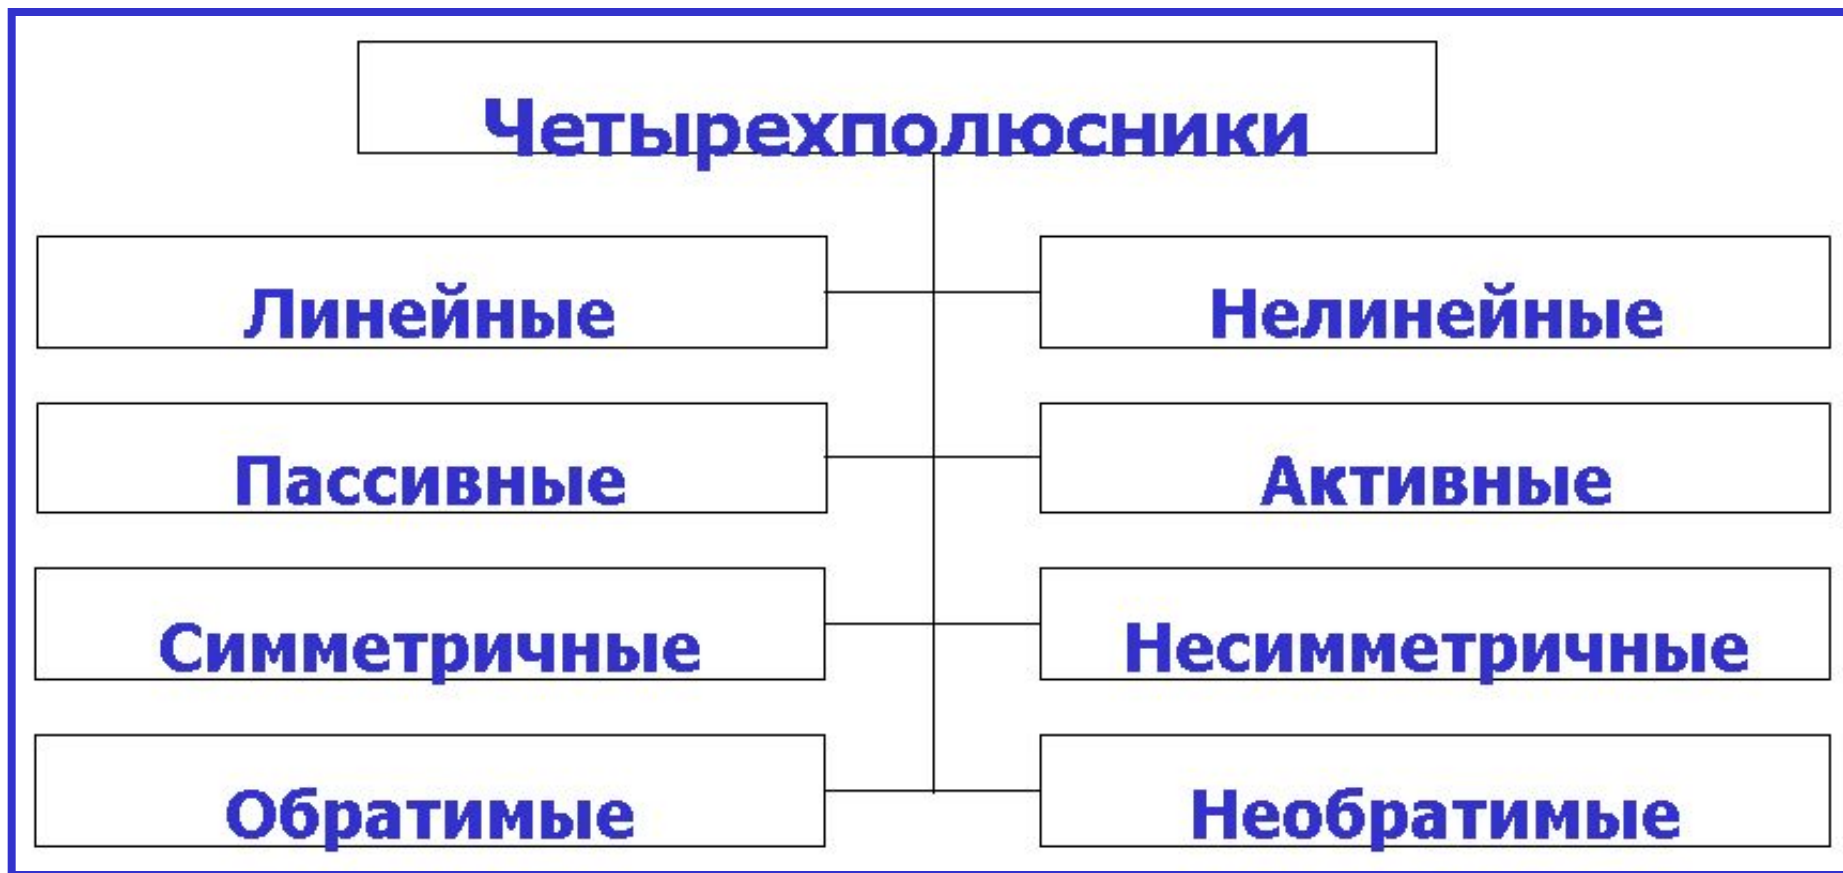 Четырехполюсники
Линейные
Нелинейные
Пассивные
Активные
Симметричные
Несимметричные
Обратимые
Необратимые